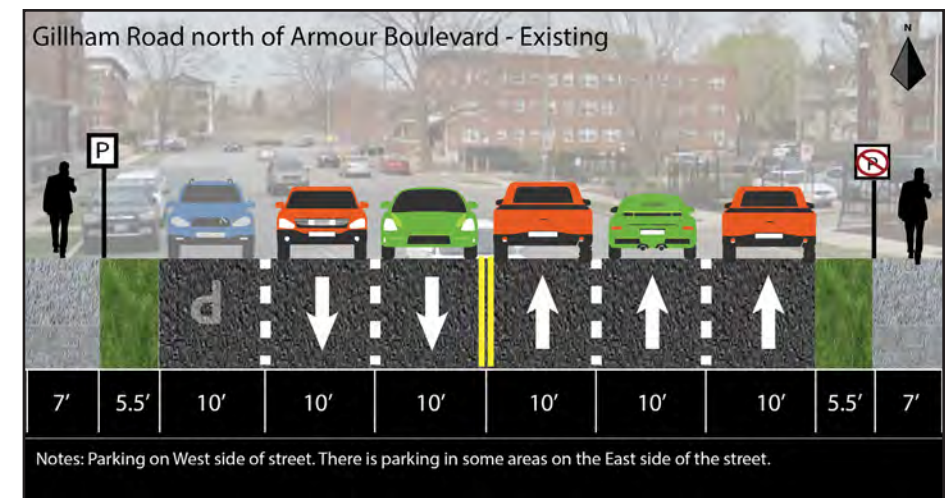 Gillham Road north of Armour Boulevard - Existing
N
P
P
P
7’ 5.5’ 10’ 10’ 10’ 10’ 10’ 10’ 5.5’ 7’
Notes: Parking on West side of street. There is parking in some areas on the East side of the street.